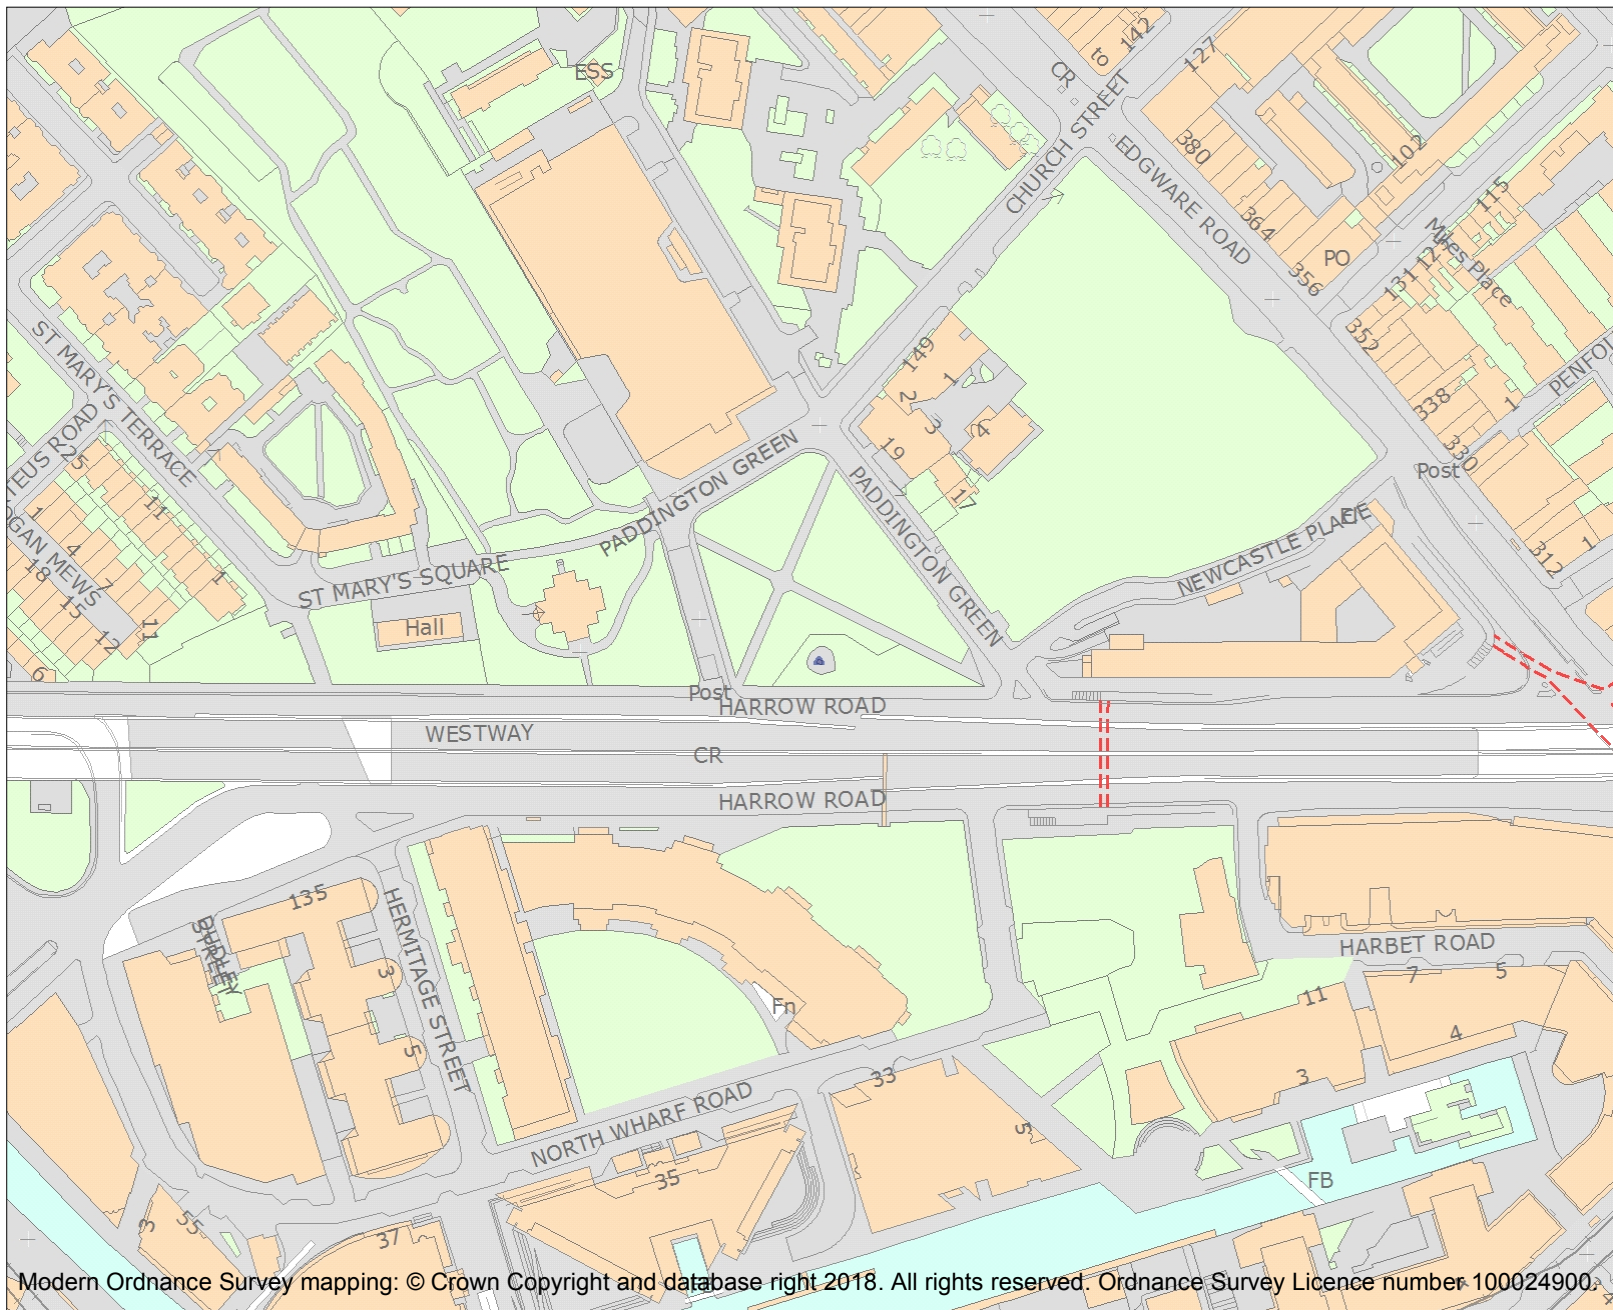 ESS
CR
to
142
127
CHURCH STREET
EDGWARE ROAD
380
364
356
PO
102
115
Miles Place
131
352
338
330
1
Post
312
1
ST MARY'S TERRACE
25
11
1
1
4
7
18
15
12
11
6
ST MARY'S SQUARE
Hall
PADDINGTON GREEN
149
2
1
3
4
19
17
PADDINGTON GREEN
NEWCASTLE PLACE
Post
HARROW ROAD
WESTWAY
CR
HARROW ROAD
135
HERMITAGE STREET
DUDLEY
STREET
3
5
Fn
NORTH WHARF ROAD
33
5
35
37
55
3
HARBET ROAD
7
5
11
4
3
FB
Modern Ordnance Survey mapping: © Crown Copyright and database right 2018. All rights reserved. Ordnance Survey Licence number 100024900.